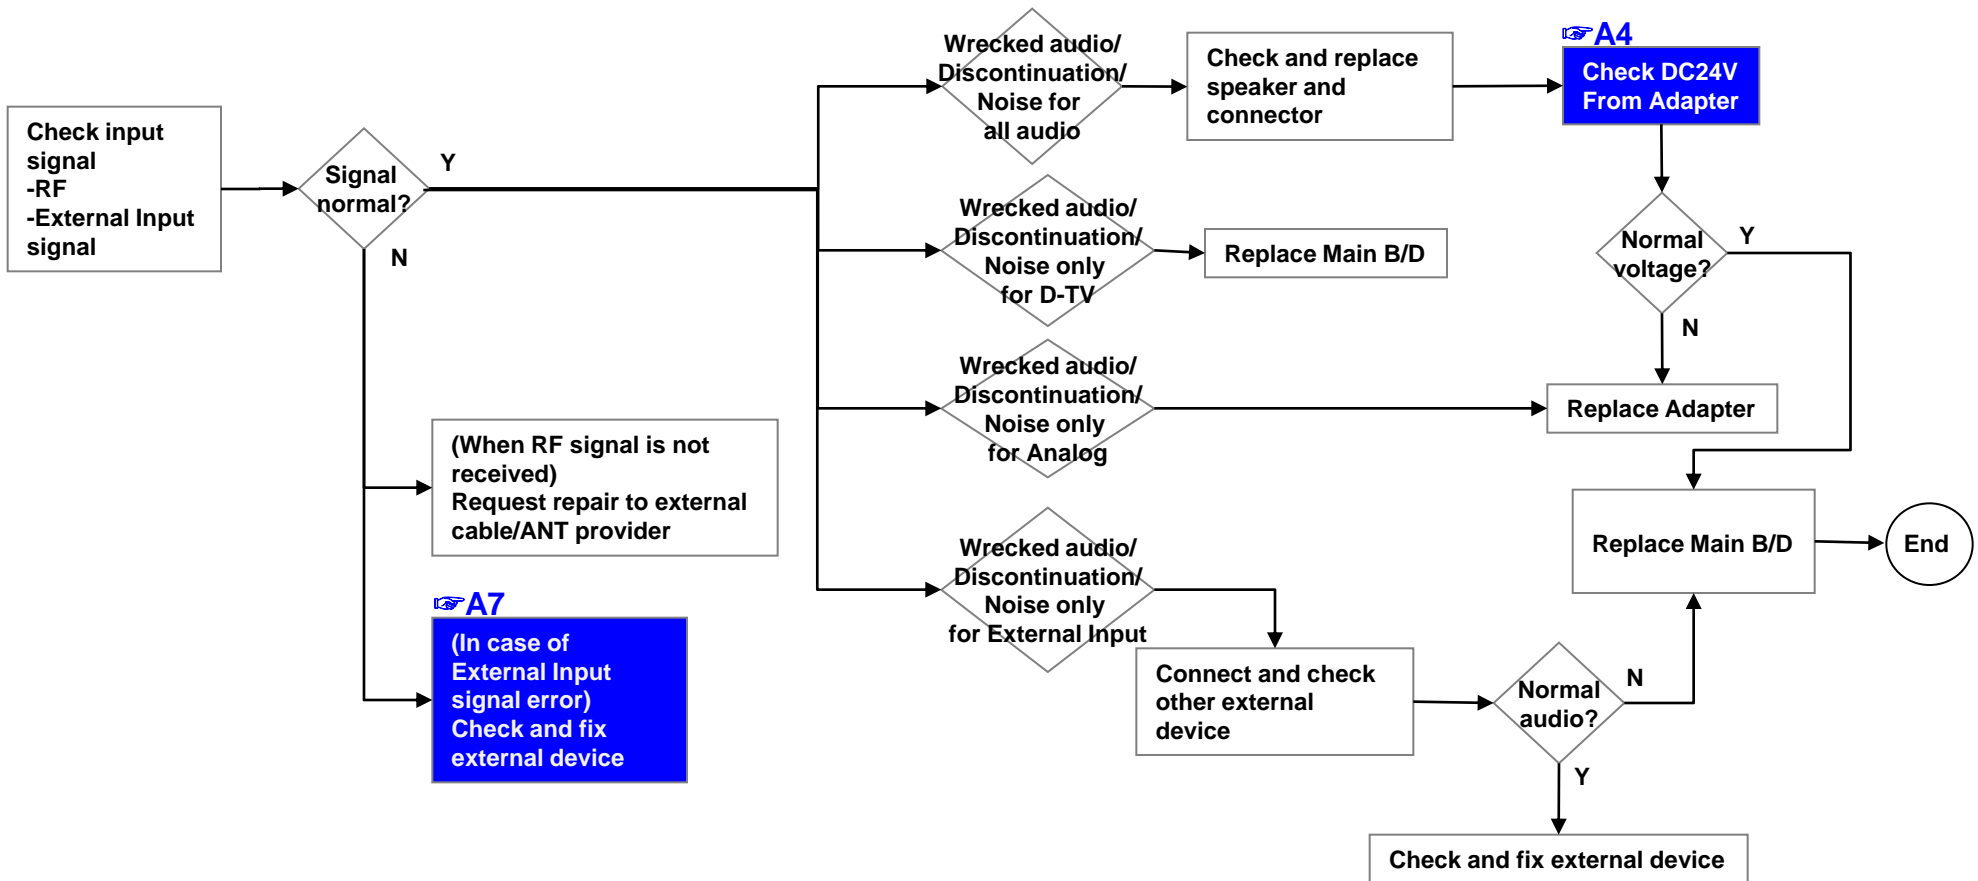 Check input
signal
-RF
-External Input
signal
Signal
normal?
Y
N
(When RF signal is not
received)
Request repair to external
cable/ANT provider
☞A7
(In case of
External Input
signal error)
Check and fix
external device
Wrecked audio/
Discontinuation/
Noise for
all audio
Check and replace
speaker and
connector
☞A4
Check DC24V
From Adapter
Normal
voltage?
Y
N
Wrecked audio/
Discontinuation/
Noise only
for D-TV
Replace Main B/D
Wrecked audio/
Discontinuation/
Noise only
for Analog
Replace Adapter
Wrecked audio/
Discontinuation/
Noise only
for External Input
Connect and check
other external
device
Normal
audio?
N
Y
Replace Main B/D
End
Check and fix external device